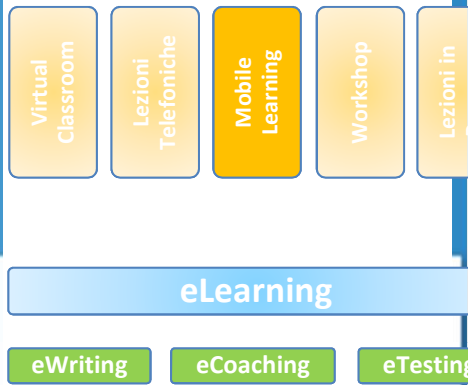 Virtual
Classroom
Lezioni
Telefoniche
Mobile
Learning
Workshop
Lezioni in
eLearning
eWriting
eCoaching
eTesting